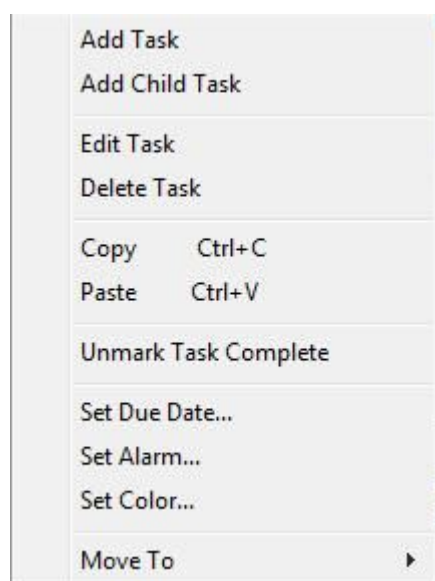 Add Task
Add Child Task
Edit Task
Delete Task
Copy Ctrl+C
Paste Ctrl+V
Unmark Task Complete
Set Due Date...
Set Alarm...
Set Color...
Move To